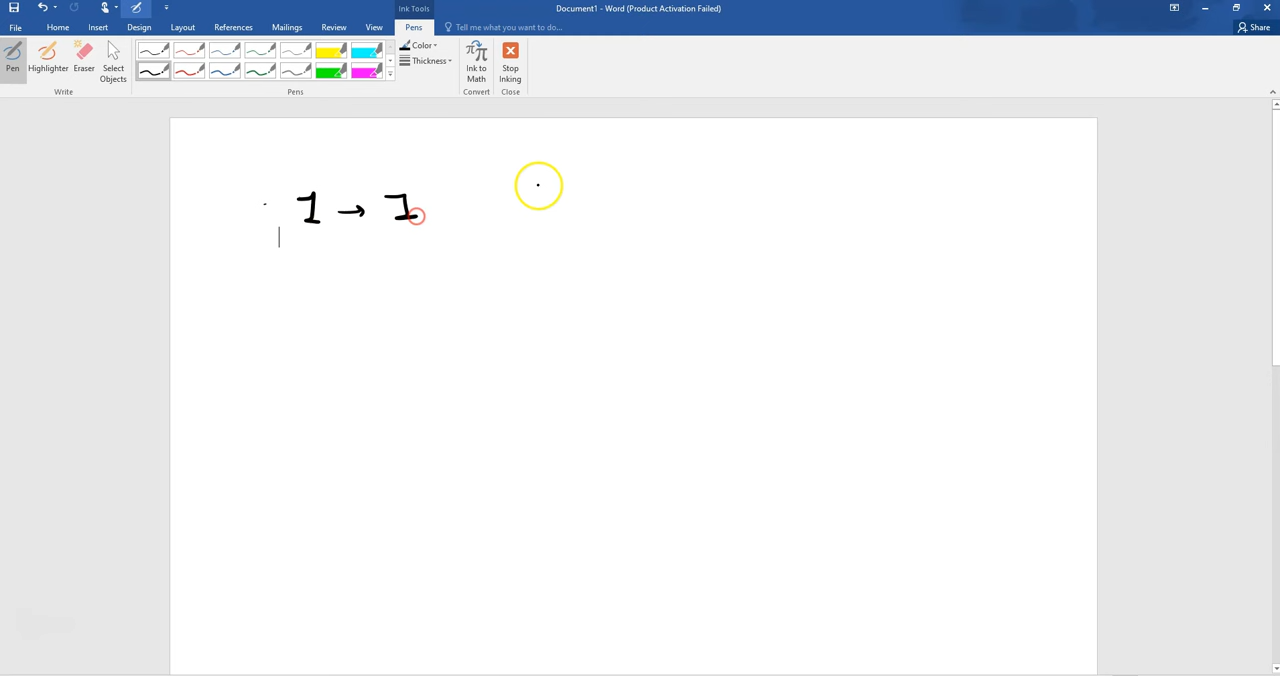 Ink Tools
Document1 - Word (Product Activation Failed)
File Home Insert Design Layout References Mailings Review View Pens Tell me what you want to do... Share
Pen Highlighter Eraser Select Objects Color Thickness Ink to Math Stop Inking
Write Pens Convert Close
1 → 1